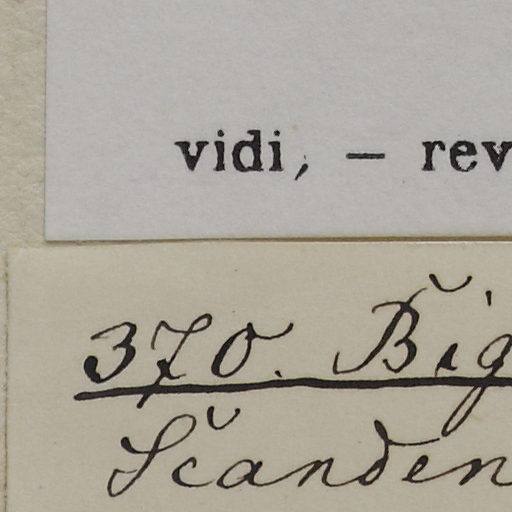 vidi, – rev
370. Big
Scanden